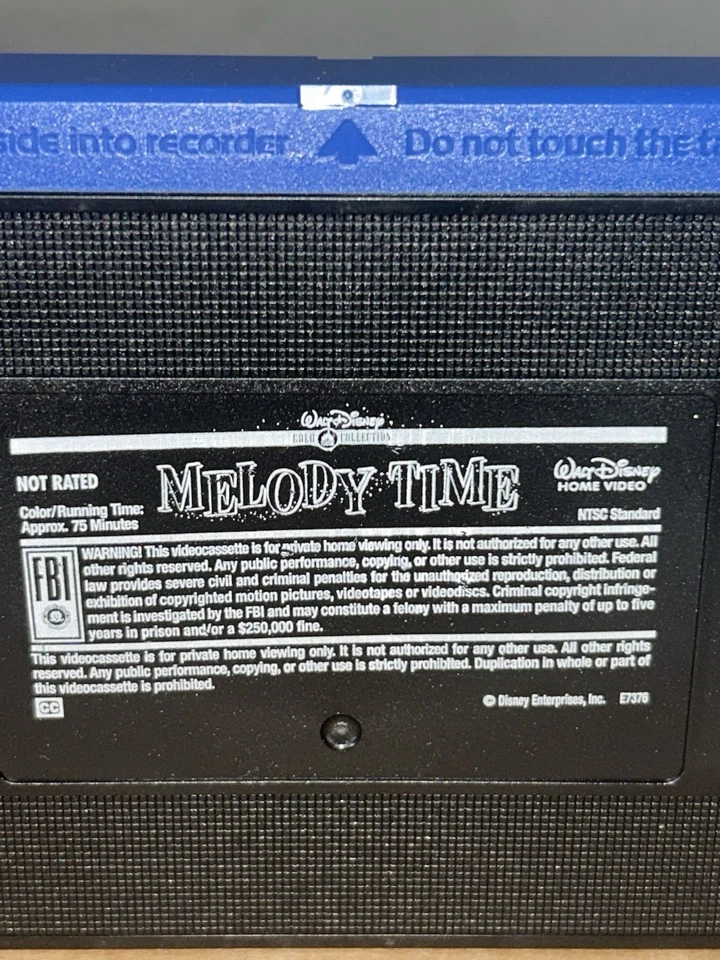 side into recorder Do not touch the ta
Walt Disney
GOLD COLLECTION
NOT RATED
MELODY TIME
Walt Disney
HOME VIDEO
Color/Running Time:
Approx. 75 Minutes
NTSC Standard
FBI
WARNING! This videocassette is for private home viewing only. It is not authorized for any other use. All
other rights reserved. Any public performance, copying, or other use is strictly prohibited. Federal
law provides severe civil and criminal penalties for the unauthorized reproduction, distribution or
exhibition of copyrighted motion pictures, videotapes or videodiscs. Criminal copyright infringe-
ment is investigated by the FBI and may constitute a felony with a maximum penalty of up to five
years in prison and/or a $250,000 fine.
This videocassette is for private home viewing only. It is not authorized for any other use. All other rights
reserved. Any public performance, copying, or other use is strictly prohibited. Duplication in whole or part of
this videocassette is prohibited.
CC
© Disney Enterprises, Inc. E7376